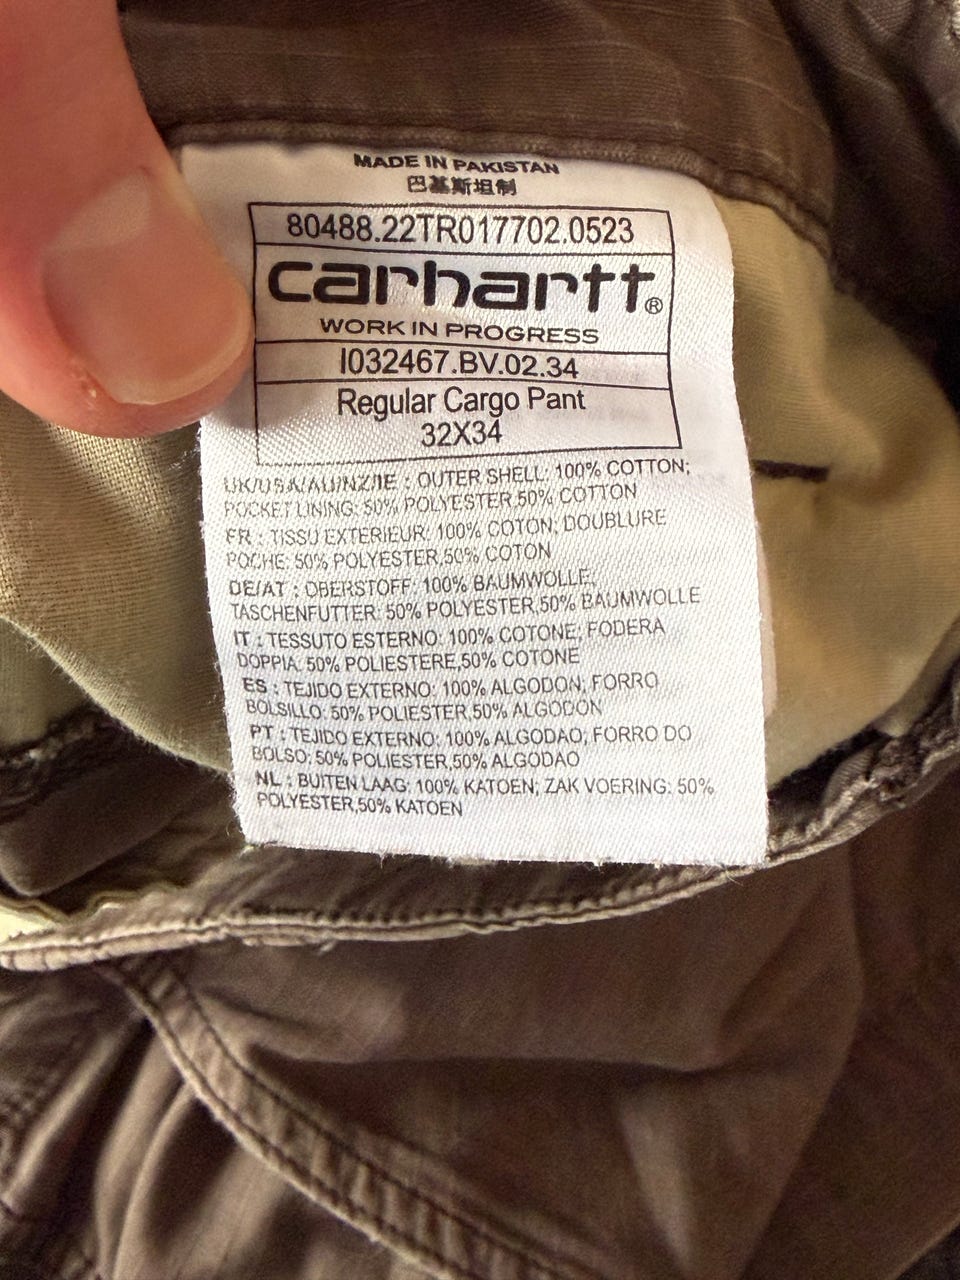 MADE IN PAKISTAN
巴基斯坦制
80488.22TR017702.0523
carhartt®
WORK IN PROGRESS
I032467.BV.02.34
Regular Cargo Pant
32X34
UK/USA/AU/NZ/IE : OUTER SHELL: 100% COTTON;
POCKET LINING: 50% POLYESTER,50% COTTON
FR : TISSU EXTERIEUR: 100% COTON; DOUBLURE
POCHE: 50% POLYESTER,50% COTON
DE/AT : OBERSTOFF: 100% BAUMWOLLE;
TASCHENFUTTER: 50% POLYESTER,50% BAUMWOLLE
IT : TESSUTO ESTERNO: 100% COTONE; FODERA
DOPPIA: 50% POLIESTERE,50% COTONE
ES : TEJIDO EXTERNO: 100% ALGODON; FORRO
BOLSILLO: 50% POLIESTER,50% ALGODON
PT : TEJIDO EXTERNO: 100% ALGODAO; FORRO DO
BOLSO: 50% POLIESTER,50% ALGODAO
NL : BUITEN LAAG: 100% KATOEN; ZAK VOERING: 50%
POLYESTER,50% KATOEN